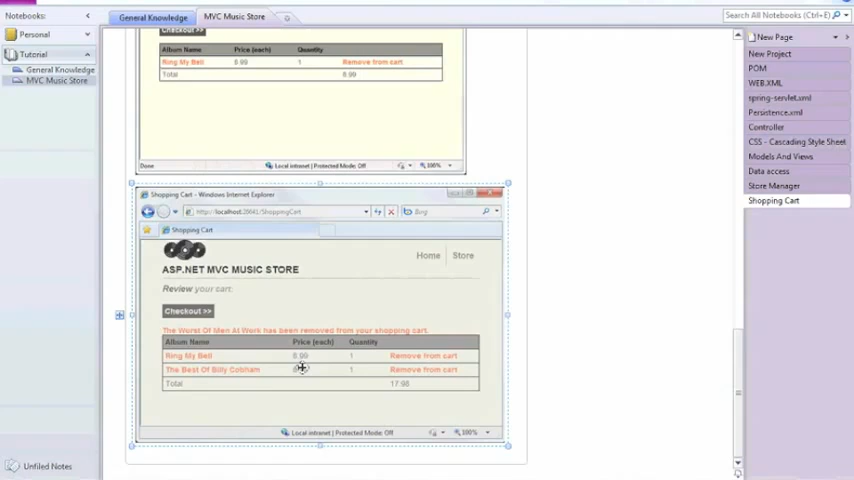 Notebooks:
General Knowledge
MVC Music Store
Search All Notebooks (Ctrl+E)
Personal
Tutorial
General Knowledge
MVC Music Store
Unfiled Notes
Checkout >>
Album Name Price (each) Quantity
Ring My Bell 8.99 1 Remove from cart
Total 8.99
Done Local intranet | Protected Mode: Off 100%
Shopping Cart - Windows Internet Explorer
http://localhost:26641/ShoppingCart
Bing
Shopping Cart
Home Store
ASP.NET MVC MUSIC STORE
Review your cart:
Checkout >>
The Worst Of Men At Work has been removed from your shopping cart.
Album Name Price (each) Quantity
Ring My Bell 8.99 1 Remove from cart
The Best Of Billy Cobham 1 Remove from cart
Total 17.98
Local intranet | Protected Mode: Off 100%
New Page
New Project
POM
WEB.XML
spring-servlet.xml
Persistence.xml
Controller
CSS - Cascading Style Sheet
Models And Views
Data access
Store Manager
Shopping Cart